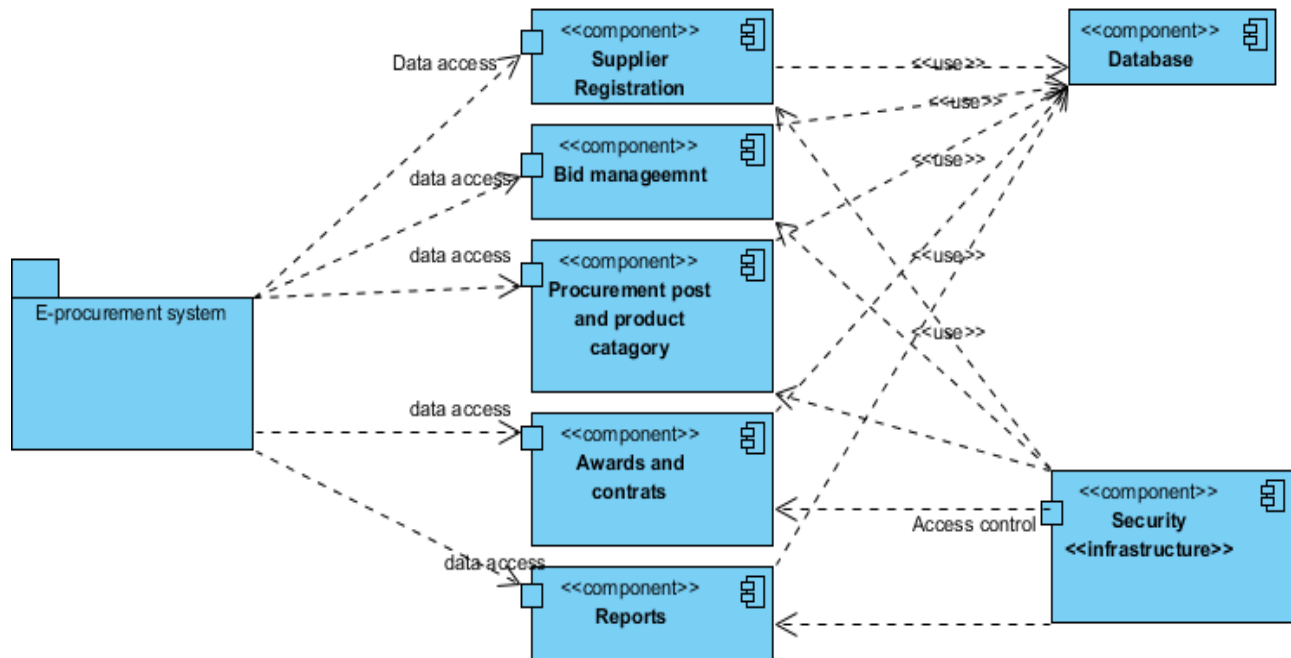 <<component>>
Supplier
Registration
Data access
<<use>>
<<component>>
Database
<<use>>
<<component>>
Bid manageemnt
data access
<<use>>
data access
<<component>>
Procurement post
and product
catagory
<<use>>
E-procurement system
<<use>>
data access
<<component>>
Awards and
contrats
Access control
<<component>>
Security
<<infrastructure>>
data access
<<component>>
Reports